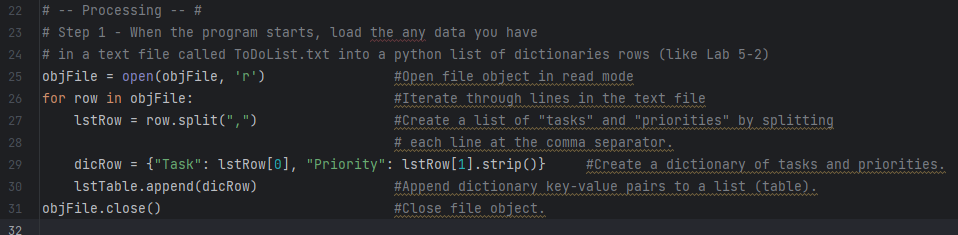 22 # -- Processing -- #
23 # Step 1 - When the program starts, load the any data you have
24 # in a text file called ToDoList.txt into a python list of dictionaries rows (like Lab 5-2)
25 objFile = open(objFile, 'r') #Open file object in read mode
26 for row in objFile: #Iterate through lines in the text file
27 lstRow = row.split(",") #Create a list of "tasks" and "priorities" by splitting
28 # each line at the comma separator.
29 dicRow = {"Task": lstRow[0], "Priority": lstRow[1].strip()} #Create a dictionary of tasks and priorities.
30 lstTable.append(dicRow) #Append dictionary key-value pairs to a list (table).
31 objFile.close() #Close file object.
32